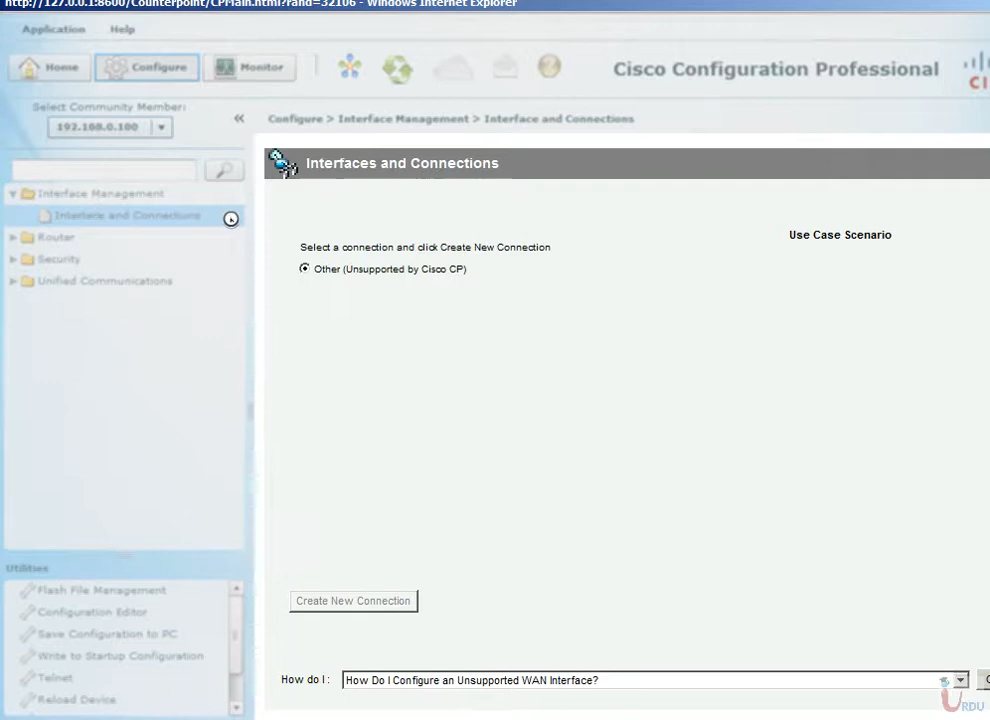 http://127.0.0.1:8600/Counterpoint/CPMain.html?rand=32106 - Windows Internet Explorer
Application Help
Home Configure Monitor Cisco Configuration Professional
Select Community Member:
192.168.0.100
Configure > Interface Management > Interface and Connections
Interfaces and Connections
Interface Management
Interface and Connections
Router
Security
Unified Communications
Use Case Scenario
Select a connection and click Create New Connection
Other (Unsupported by Cisco CP)
Utilities
Flash File Management
Configuration Editor
Save Configuration to PC
Write to Startup Configuration
Telnet
Reload Device
Create New Connection
How do I: How Do I Configure an Unsupported WAN Interface?
URDU